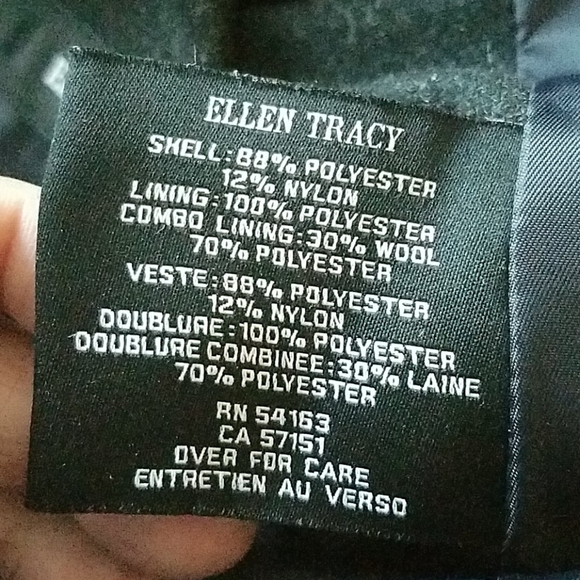 ELLEN TRACY
SHELL:88% POLYESTER
12% NYLON
LINING:100% POLYESTER
COMBO LINING:30% WOOL
70% POLYESTER
VESTE:88% POLYESTER
12% NYLON
DOUBLURE:100% POLYESTER
DOUBLURE COMBINEE:30% LAINE
70% POLYESTER
RN 54163
CA 57151
OVER FOR CARE
ENTRETIEN AU VERSO